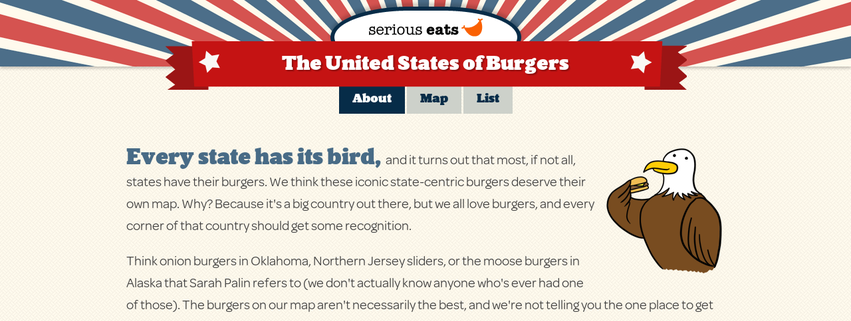 serious eats
The United States of Burgers
About Map List
Every state has its bird, and it turns out that most, if not all,
states have their burgers. We think these iconic state-centric burgers deserve their
own map. Why? Because it's a big country out there, but we all love burgers, and every
corner of that country should get some recognition.
Think onion burgers in Oklahoma, Northern Jersey sliders, or the moose burgers in
Alaska that Sarah Palin refers to (we don't actually know anyone who's ever had one
of those). The burgers on our map aren't necessarily the best, and we're not telling you the one place to get